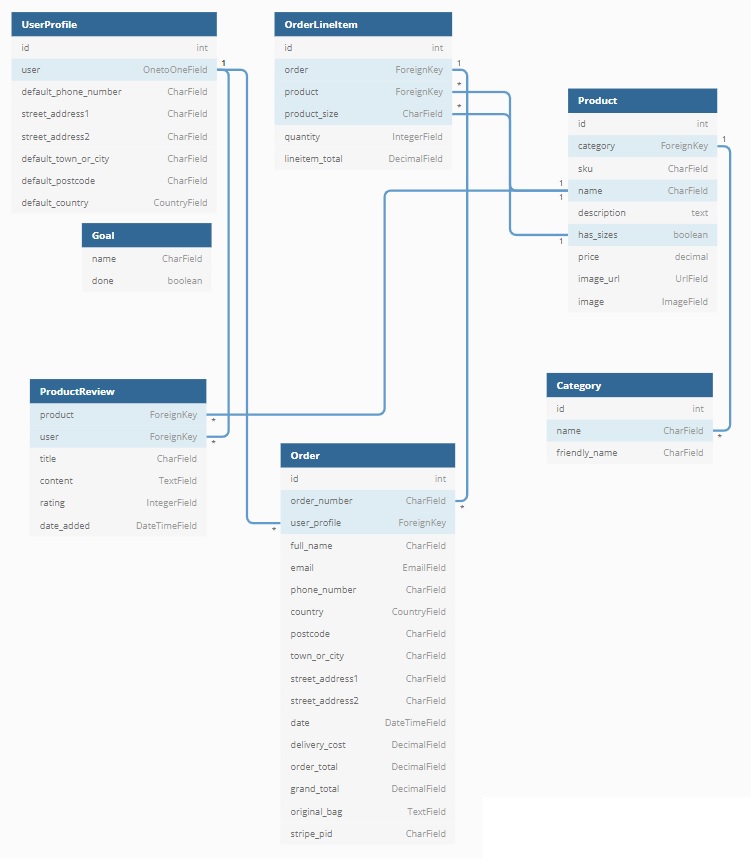 UserProfile
id int
user OnetoOneField
default_phone_number CharField
street_address1 CharField
street_address2 CharField
default_town_or_city CharField
default_postcode CharField
default_country CountryField
1
Goal
name CharField
done boolean
OrderLineItem
id int
order ForeignKey
product ForeignKey
product_size CharField
quantity IntegerField
lineitem_total DecimalField
1
*
*
Product
id int
category ForeignKey
sku CharField
name CharField
description text
has_sizes boolean
price decimal
image_url UrlField
image ImageField
1
1
1
1
ProductReview
product ForeignKey
user ForeignKey
title CharField
content TextField
rating IntegerField
date_added DateTimeField
*
*
Category
id int
name CharField
friendly_name CharField
*
Order
id int
order_number CharField
user_profile ForeignKey
full_name CharField
email EmailField
phone_number CharField
country CountryField
postcode CharField
town_or_city CharField
street_address1 CharField
street_address2 CharField
date DateTimeField
delivery_cost DecimalField
order_total DecimalField
grand_total DecimalField
original_bag TextField
stripe_pid CharField
*
*